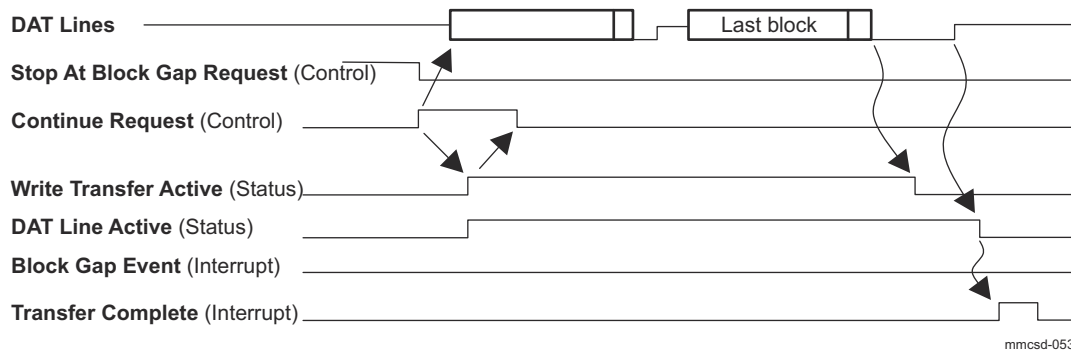 DAT Lines
Last block
Stop At Block Gap Request (Control)
Continue Request (Control)
Write Transfer Active (Status)
DAT Line Active (Status)
Block Gap Event (Interrupt)
Transfer Complete (Interrupt)
mmcsd-053